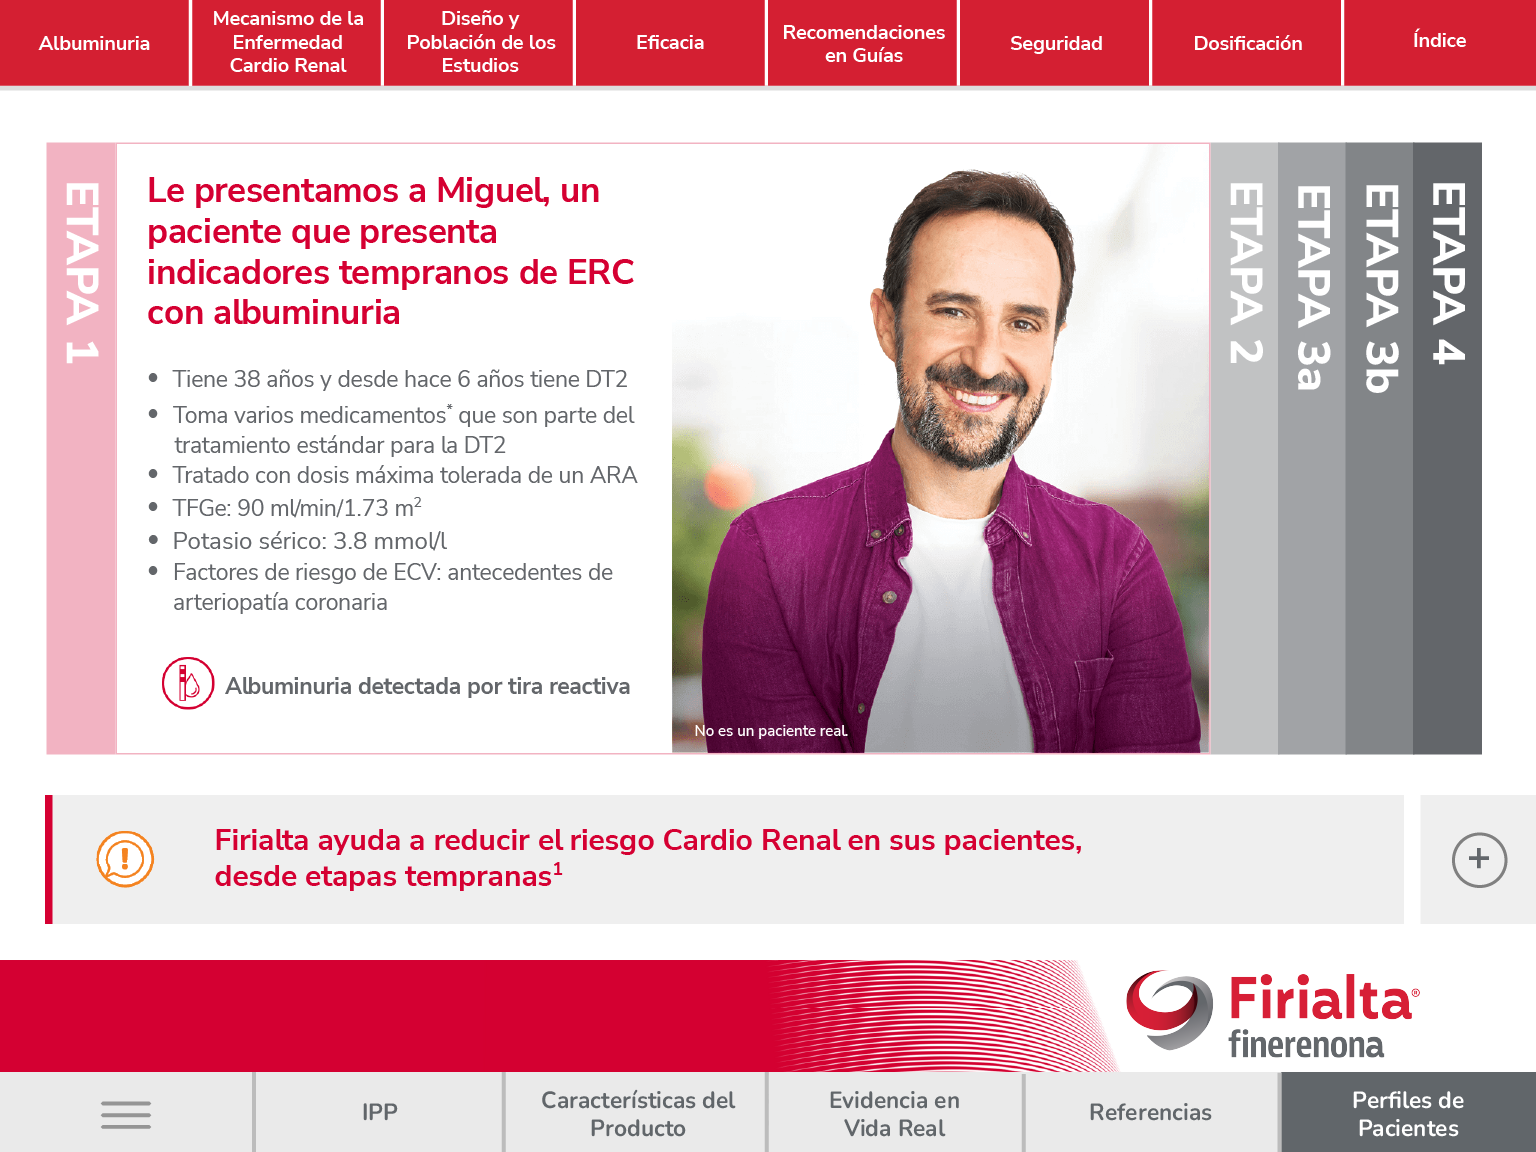 Albuminuria
Mecanismo de la
Enfermedad
Cardio Renal
Diseño y
Población de los
Estudios
Eficacia
Recomendaciones
en Guías
Seguridad
Dosificación
Índice
ETAPA 1
Le presentamos a Miguel, un
paciente que presenta
indicadores tempranos de ERC
con albuminuria
• Tiene 38 años y desde hace 6 años tiene DT2
• Toma varios medicamentos* que son parte del
tratamiento estándar para la DT2
• Tratado con dosis máxima tolerada de un ARA
• TFGe: 90 ml/min/1.73 m²
• Potasio sérico: 3.8 mmol/l
• Factores de riesgo de ECV: antecedentes de
arteriopatía coronaria
Albuminuria detectada por tira reactiva
No es un paciente real.
ETAPA 2
ETAPA 3a
ETAPA 3b
ETAPA 4
Firialta ayuda a reducir el riesgo Cardio Renal en sus pacientes,
desde etapas tempranas¹
Firialta®
finerenona
IPP
Características del
Producto
Evidencia en
Vida Real
Referencias
Perfiles de
Pacientes